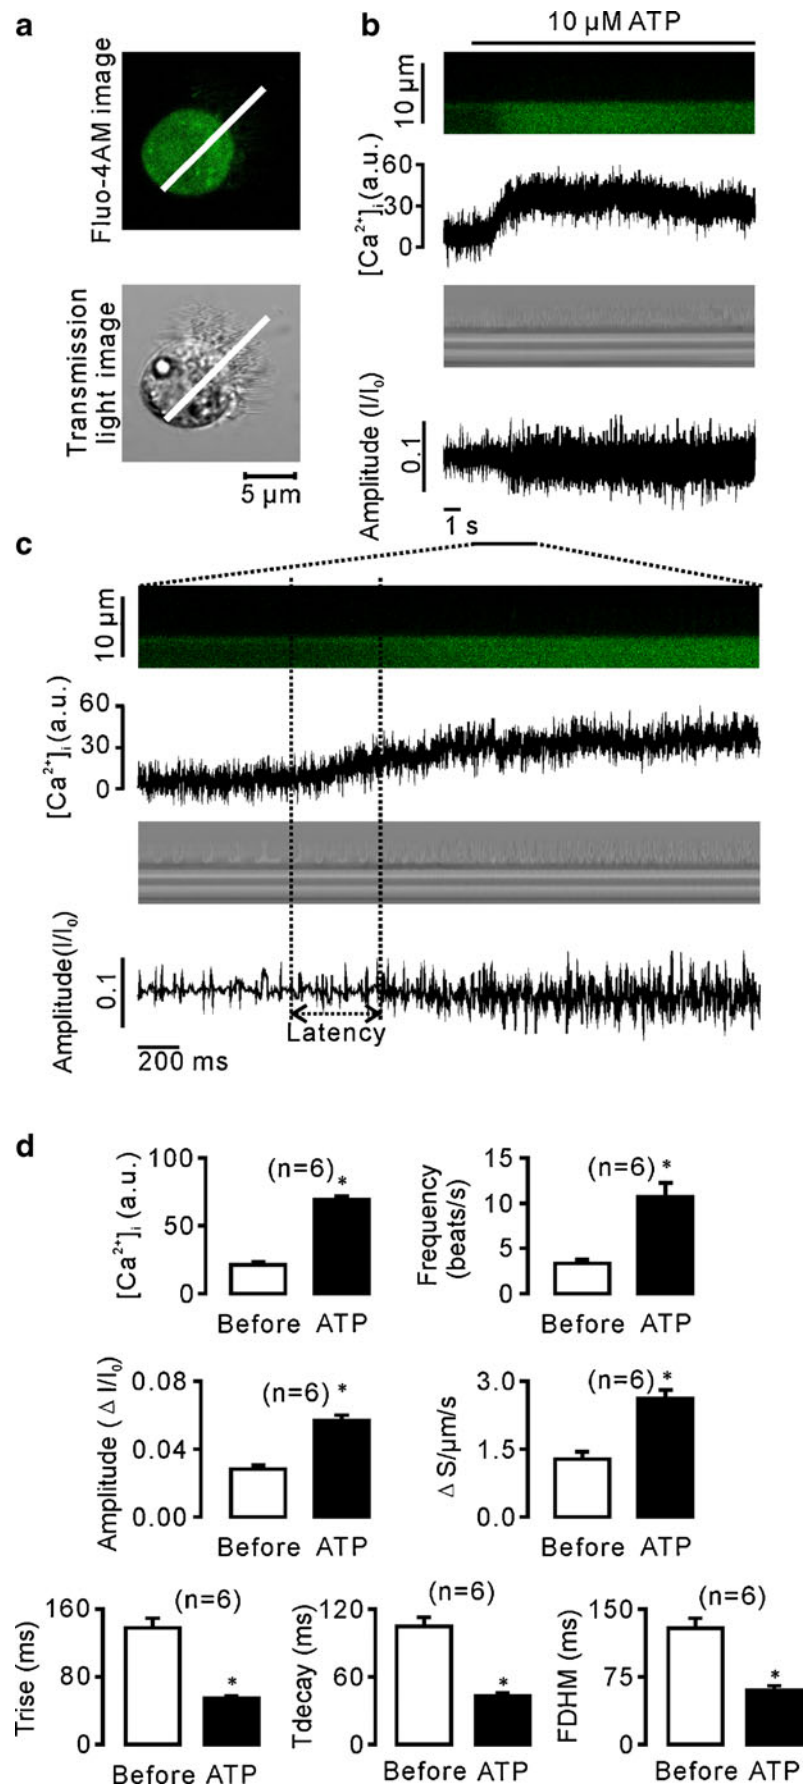 a
Fluo-4AM image
Transmission
light image
5 µm
b
10 µM ATP
10 µm
[Ca²⁺]ᵢ (a.u.)
60
30
0
Amplitude (I/I₀)
0.1
1 s
c
10 µm
[Ca²⁺]ᵢ (a.u.)
60
30
0
Amplitude(I/I₀)
0.1
Latency
200 ms
d
[Ca²⁺]ᵢ (a.u.)
100
50
0
(n=6)
*
Before ATP
Frequency
(beats/s)
15
10
5
0
(n=6)
*
Before ATP
Amplitude ( Δ I/I₀)
0.08
0.04
0.00
(n=6)
*
Before ATP
Δ S/µm/s
3.0
1.5
0.0
(n=6)
*
Before ATP
Trise (ms)
160
80
0
(n=6)
*
Before ATP
Tdecay (ms)
120
60
0
(n=6)
*
Before ATP
FDHM (ms)
150
75
0
(n=6)
*
Before ATP